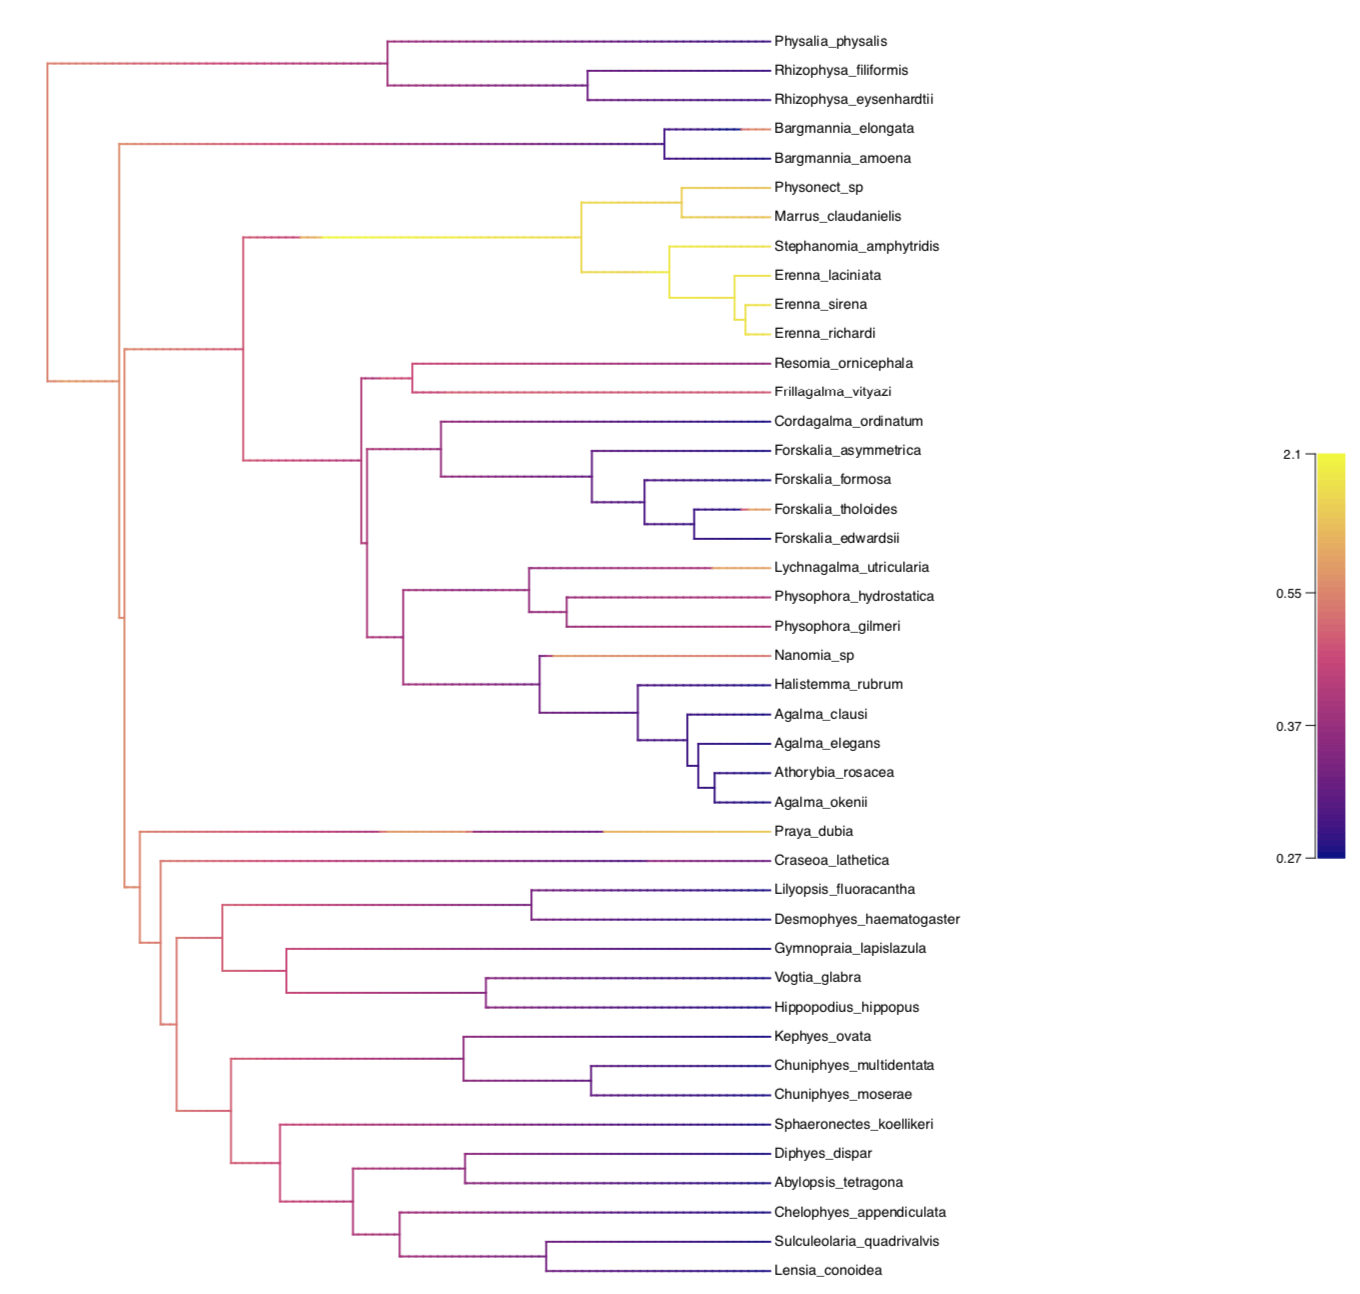 Physalia_physalis
Rhizophysa_filiformis
Rhizophysa_eysenhardtii
Bargmannia_elongata
Bargmannia_amoena
Physonect_sp
Marrus_claudanielis
Stephanomia_amphytridis
Erenna_laciniata
Erenna_sirena
Erenna_richardi
Resomia_ornicephala
Frillagalma_vityazi
Cordagalma_ordinatum
Forskalia_asymmetrica
Forskalia_formosa
Forskalia_tholoides
Forskalia_edwardsii
Lychnagalma_utricularia
Physophora_hydrostatica
Physophora_gilmeri
Nanomia_sp
Halistemma_rubrum
Agalma_clausi
Agalma_elegans
Athorybia_rosacea
Agalma_okenii
Praya_dubia
Craseoa_lathetica
Lilyopsis_fluoracantha
Desmophyes_haematogaster
Gymnopraia_lapislazula
Vogtia_glabra
Hippopodius_hippopus
Kephyes_ovata
Chuniphyes_multidentata
Chuniphyes_moserae
Sphaeronectes_koellikeri
Diphyes_dispar
Abylopsis_tetragona
Chelophyes_appendiculata
Sulculeolaria_quadrivalvis
Lensia_conoidea
2.1
0.55
0.37
0.27